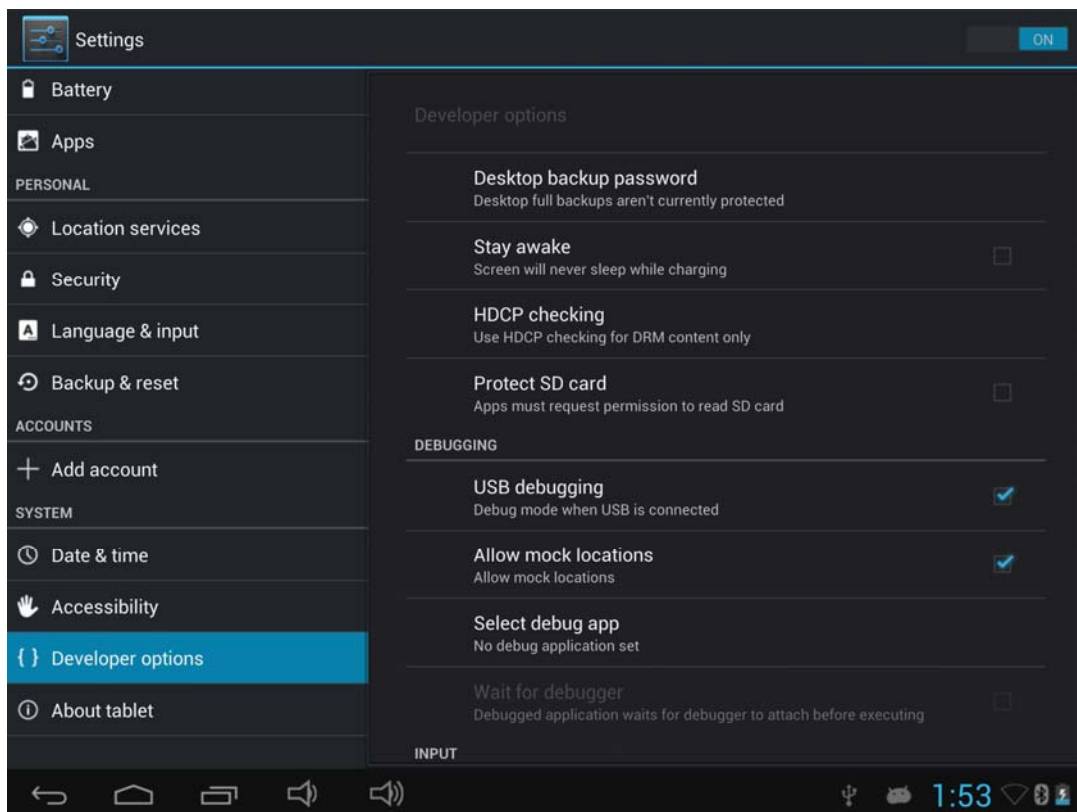 Settings
ON
Battery
Apps
PERSONAL
Location services
Security
Language & input
Backup & reset
ACCOUNTS
Add account
SYSTEM
Date & time
Accessibility
{ } Developer options
About tablet
Developer options
Desktop backup password
Desktop full backups aren't currently protected
Stay awake
Screen will never sleep while charging
HDCP checking
Use HDCP checking for DRM content only
Protect SD card
Apps must request permission to read SD card
DEBUGGING
USB debugging
Debug mode when USB is connected
Allow mock locations
Allow mock locations
Select debug app
No debug application set
Wait for debugger
Debugged application waits for debugger to attach before executing
INPUT
1:53